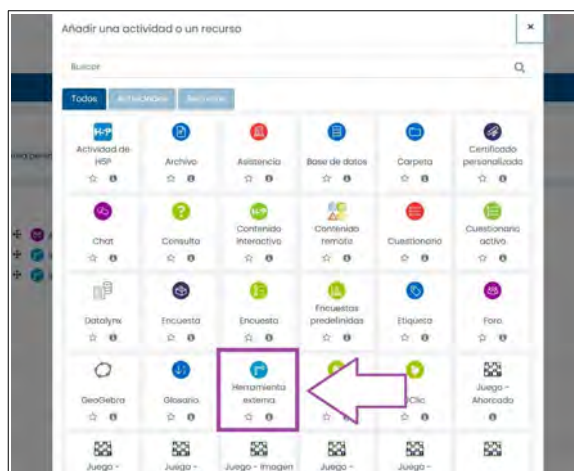 Añadir una actividad o un recurso
×
Buscar
Todos Actividades Recursos
H-P
Actividad de H5P
Archivo
Asistencia
Base de datos
Carpeta
Certificado personalizado
Chat
Consulta
H-P
Contenido interactivo
Contenido remoto
Cuestionario
Cuestionario activo
Datalynx
Encuesta
Encuesta
Encuestas predefinidas
Etiqueta
Foro
GeoGebra
Glosario
Herramienta externa
JClic
Juego - Ahorcado
Juego -
Juego -
Juego - Imagen
Juego -
Juego